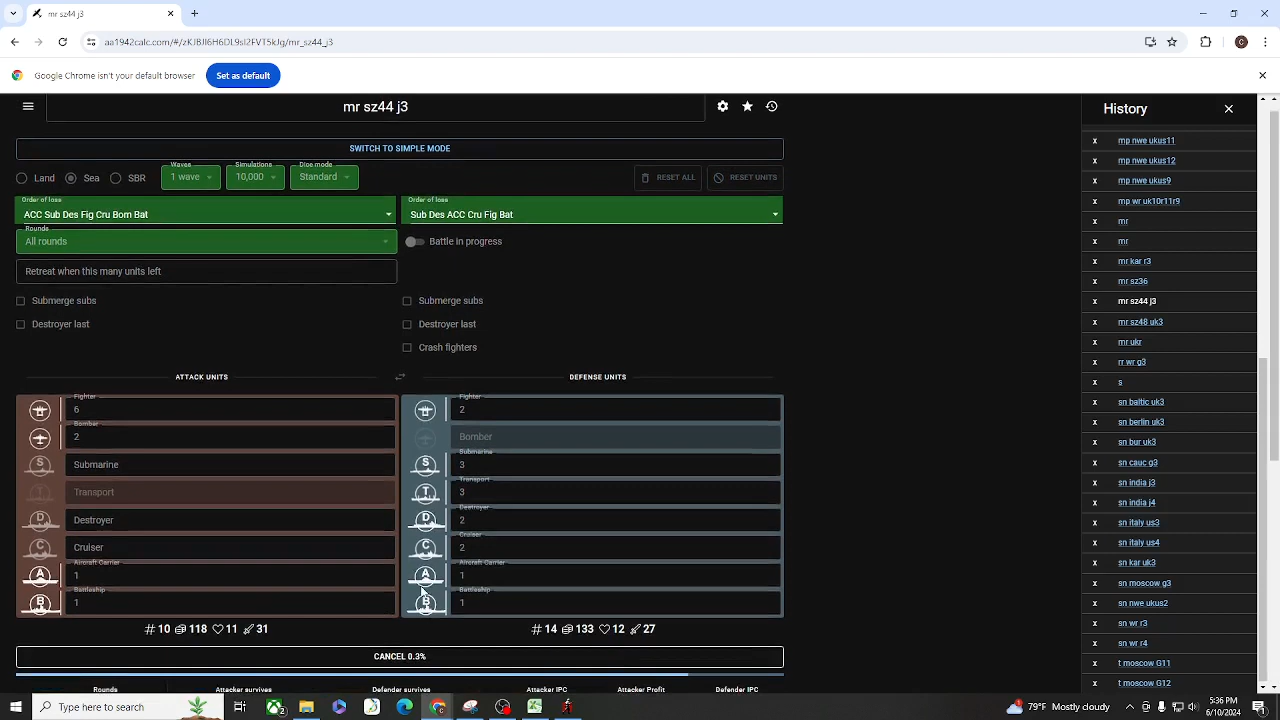 mr sz44 j3
aa1942calc.com/#/zKJBJl6H6DL9sI2FVT5kJg/mr_sz44_j3
C
Google Chrome isn't your default browser
Set as default
mr sz44 j3
SWITCH TO SIMPLE MODE
Land
Sea
SBR
Waves
1 wave
Simulations
10,000
Dice mode
Standard
RESET ALL
RESET UNITS
Order of loss
ACC Sub Des Fig Cru Bom Bat
Order of loss
Sub Des ACC Cru Fig Bat
Rounds
All rounds
Battle in progress
Retreat when this many units left
Submerge subs
Submerge subs
Destroyer last
Destroyer last
Crash fighters
ATTACK UNITS
DEFENSE UNITS
Fighter
6
Bomber
2
S
Submarine
T
Transport
D
Destroyer
C
Cruiser
A
Aircraft Carrier
1
B
Battleship
1
Fighter
2
Bomber
S
Submarine
3
T
Transport
3
D
Destroyer
2
C
Cruiser
2
A
Aircraft Carrier
1
B
Battleship
1
10 118 11 31
14 133 12 27
CANCEL 0.3%
Rounds
Attacker survives
Defender survives
Attacker IPC
Attacker Profit
Defender IPC
History
x mp nwe ukus11
x mp nwe ukus12
x mp nwe ukus9
x mp wr uk10r11r9
x mr
x mr
x mr kar r3
x mr sz36
x mr sz44 j3
x mr sz48 uk3
x mr ukr
x rr wr g3
x s
x sn baltic uk3
x sn berlin uk3
x sn bur uk3
x sn cauc g3
x sn india j3
x sn india j4
x sn italy us3
x sn italy us4
x sn kar uk3
x sn moscow g3
x sn nwe ukus2
x sn wr r3
x sn wr r4
x t moscow G11
x t moscow G12
Type here to search
79°F Mostly cloudy
5:36 PM
6/10/2024